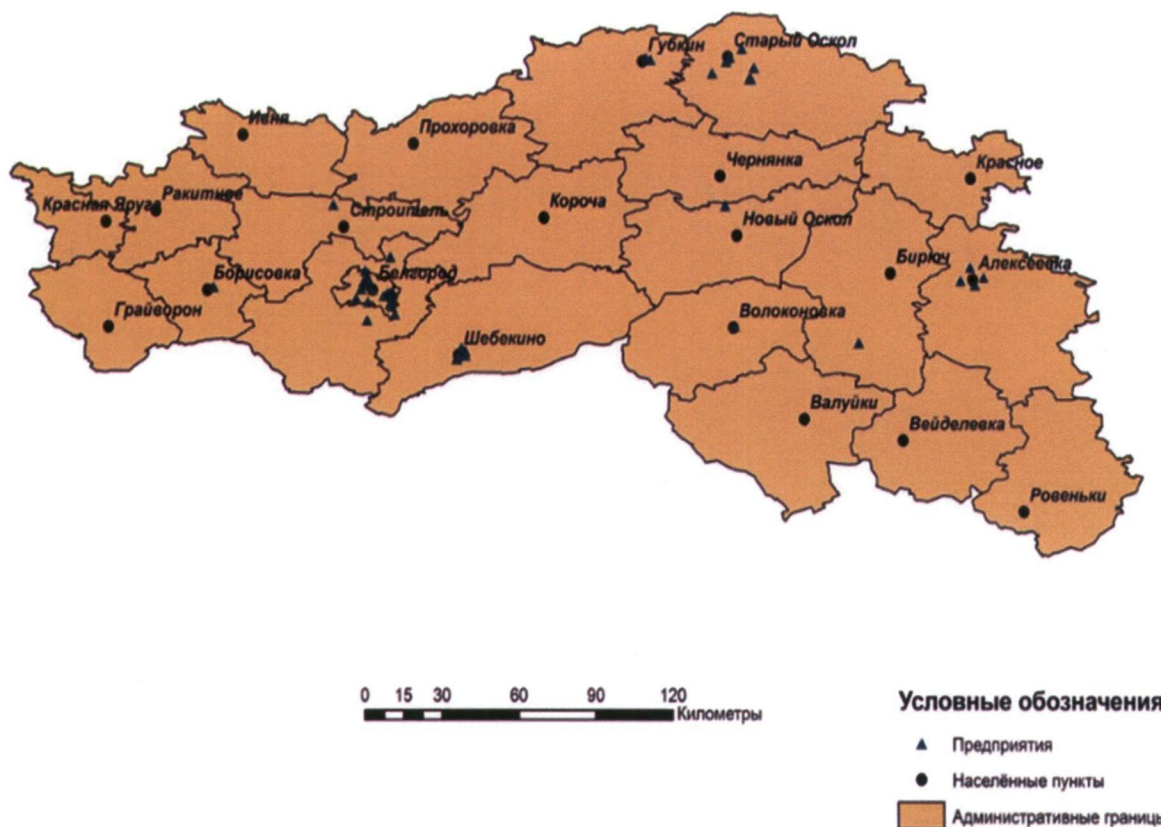 Губкин
Старый Оскол
Ивня
Прохоровка
Чернянка
Красное
Красная Яруга
Ракитное
Строитель
Короча
Новый Оскол
Бирюч
Алексеевка
Борисовка
Белгород
Грайворон
Волоконовка
Шебекино
Валуйки
Вейделевка
Ровеньки
0 15 30 60 90 120
Километры
Условные обозначения
Предприятия
Населённые пункты
Административные границы